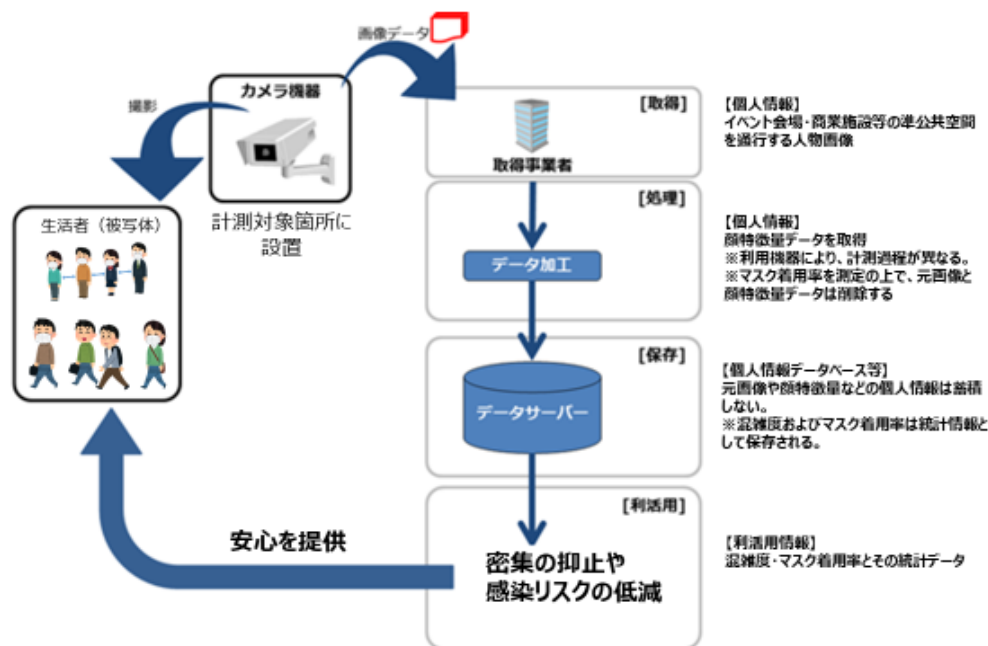 画像データ
撮影
カメラ機器
計測対象箇所に
設置
生活者（被写体）
[取得]
取得事業者
【個人情報】
イベント会場・商業施設等の準公共空間
を通行する人物画像
[処理]
データ加工
【個人情報】
顔特徴量データを取得
※利用機器により、計測過程が異なる。
※マスク着用率を測定の上で、元画像と
顔特徴量データは削除する
[保存]
データサーバー
【個人情報データベース等】
元画像や顔特徴量などの個人情報は蓄積
しない。
※混雑度およびマスク着用率は統計情報と
して保存される。
[利活用]
密集の抑止や
感染リスクの低減
安心を提供
【利活用情報】
混雑度・マスク着用率とその統計データ